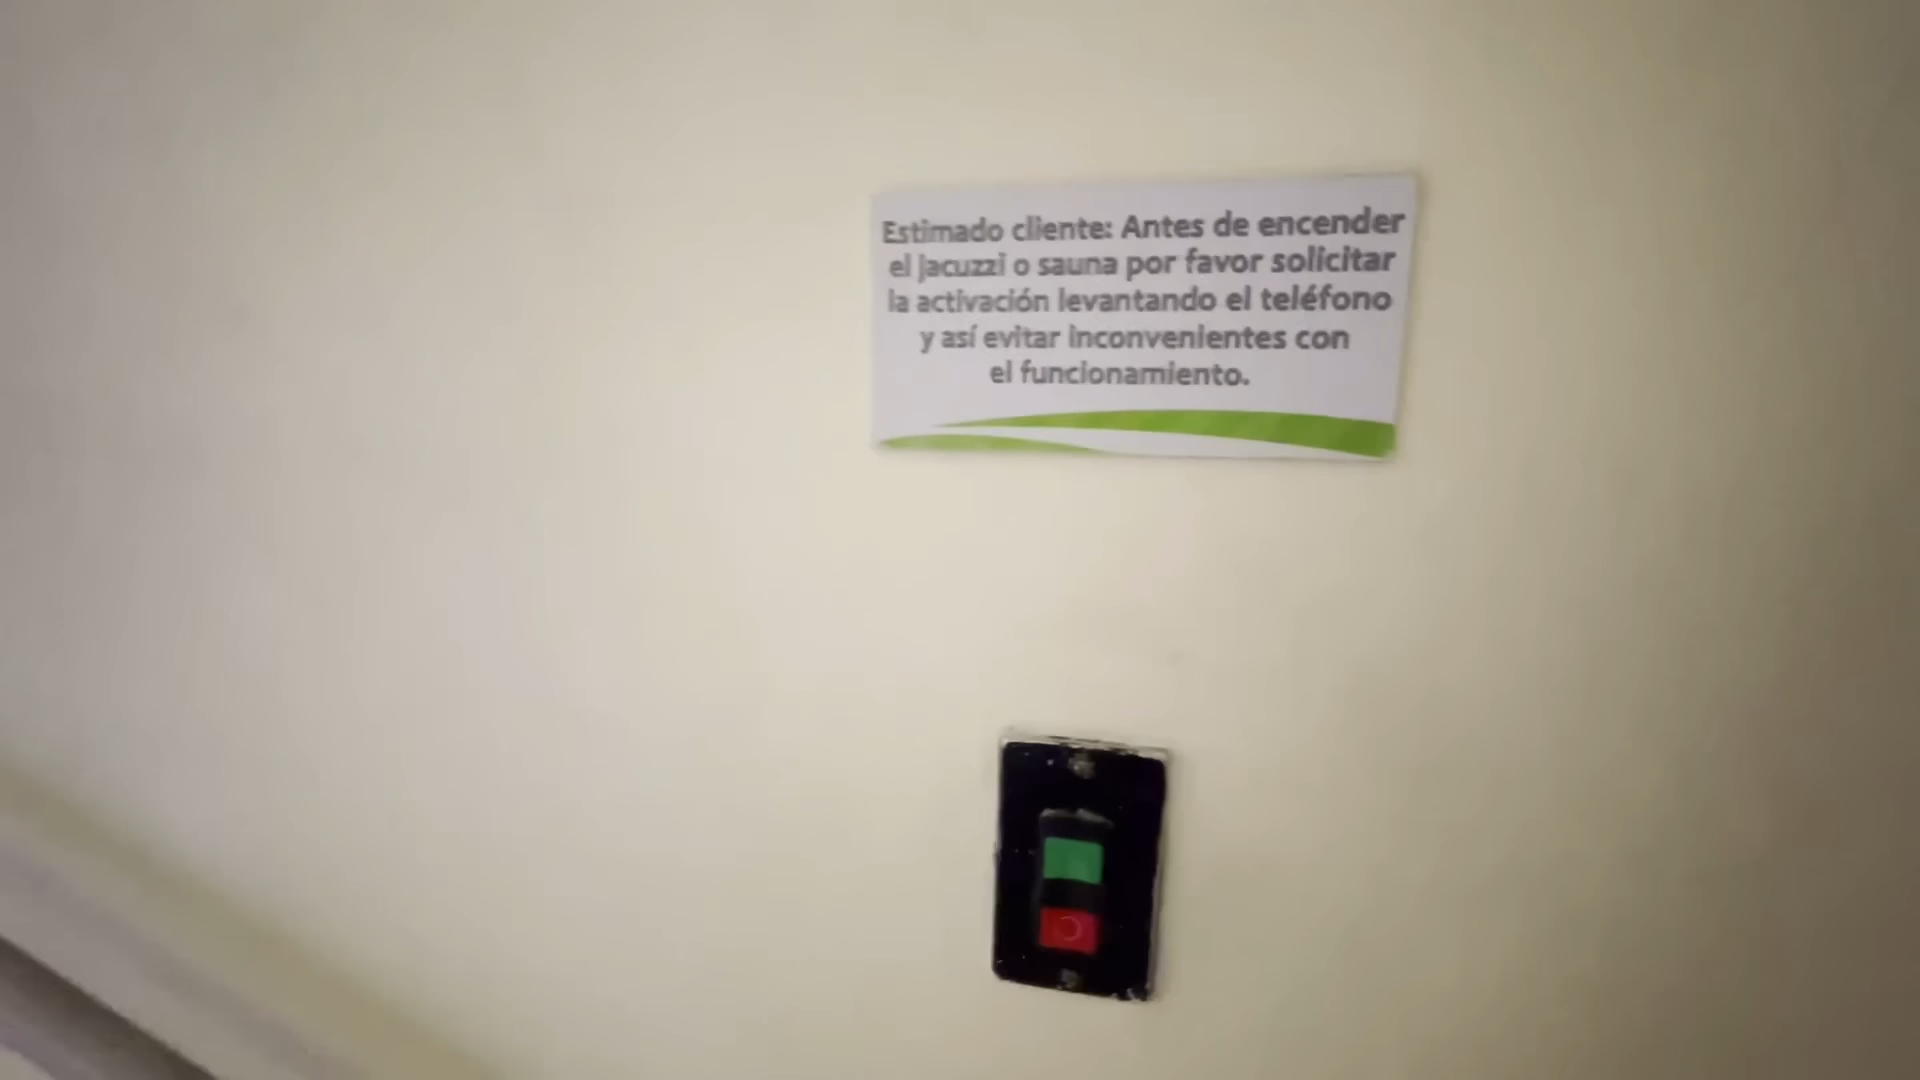 Estimado cliente: Antes de encender
el Jacuzzi o sauna por favor solicitar
la activación levantando el teléfono
y así evitar inconvenientes con
el funcionamiento.